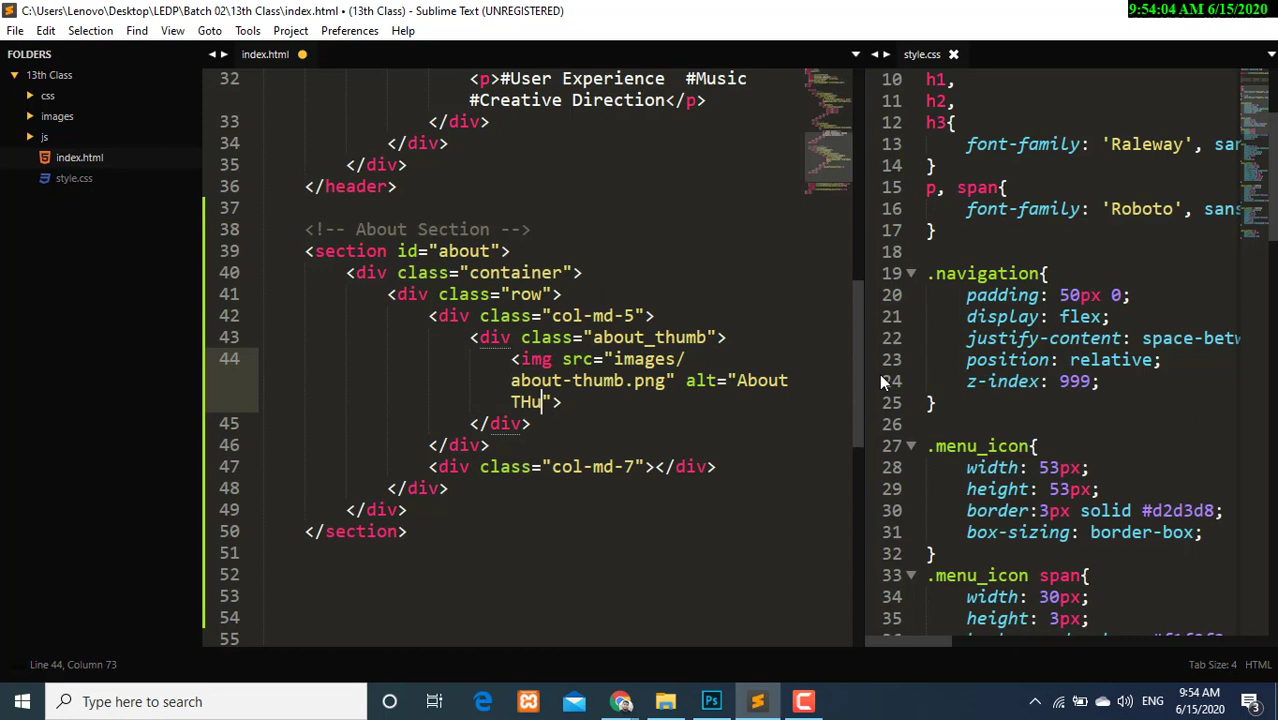 C:\Users\Lenovo\Desktop\LEDP\Batch 02\13th Class\index.html • (13th Class) - Sublime Text (UNREGISTERED)
9:54:04 AM 6/15/2020
File Edit Selection Find View Goto Tools Project Preferences Help
FOLDERS
13th Class
css
images
js
index.html
style.css
index.html
32 <p>#User Experience #Music
#Creative Direction</p>
33 </div>
34 </div>
35 </div>
36 </header>
37
38 <!-- About Section -->
39 <section id="about">
40 <div class="container">
41 <div class="row">
42 <div class="col-md-5">
43 <div class="about_thumb">
44 <img src="images/
about-thumb.png" alt="About
THu">
45 </div>
46 </div>
47 <div class="col-md-7"></div>
48 </div>
49 </div>
50 </section>
51
52
53
54
55
style.css
10 h1,
11 h2,
12 h3{
13 font-family: 'Raleway', san
14 }
15 p, span{
16 font-family: 'Roboto', sans
17 }
18
19 .navigation{
20 padding: 50px 0;
21 display: flex;
22 justify-content: space-betw
23 position: relative;
24 z-index: 999;
25 }
26
27 .menu_icon{
28 width: 53px;
29 height: 53px;
30 border:3px solid #d2d3d8;
31 box-sizing: border-box;
32 }
33 .menu_icon span{
34 width: 30px;
35 height: 3px;
Line 44, Column 73
Tab Size: 4 HTML
Type here to search
Ps
ENG
9:54 AM
6/15/2020
3